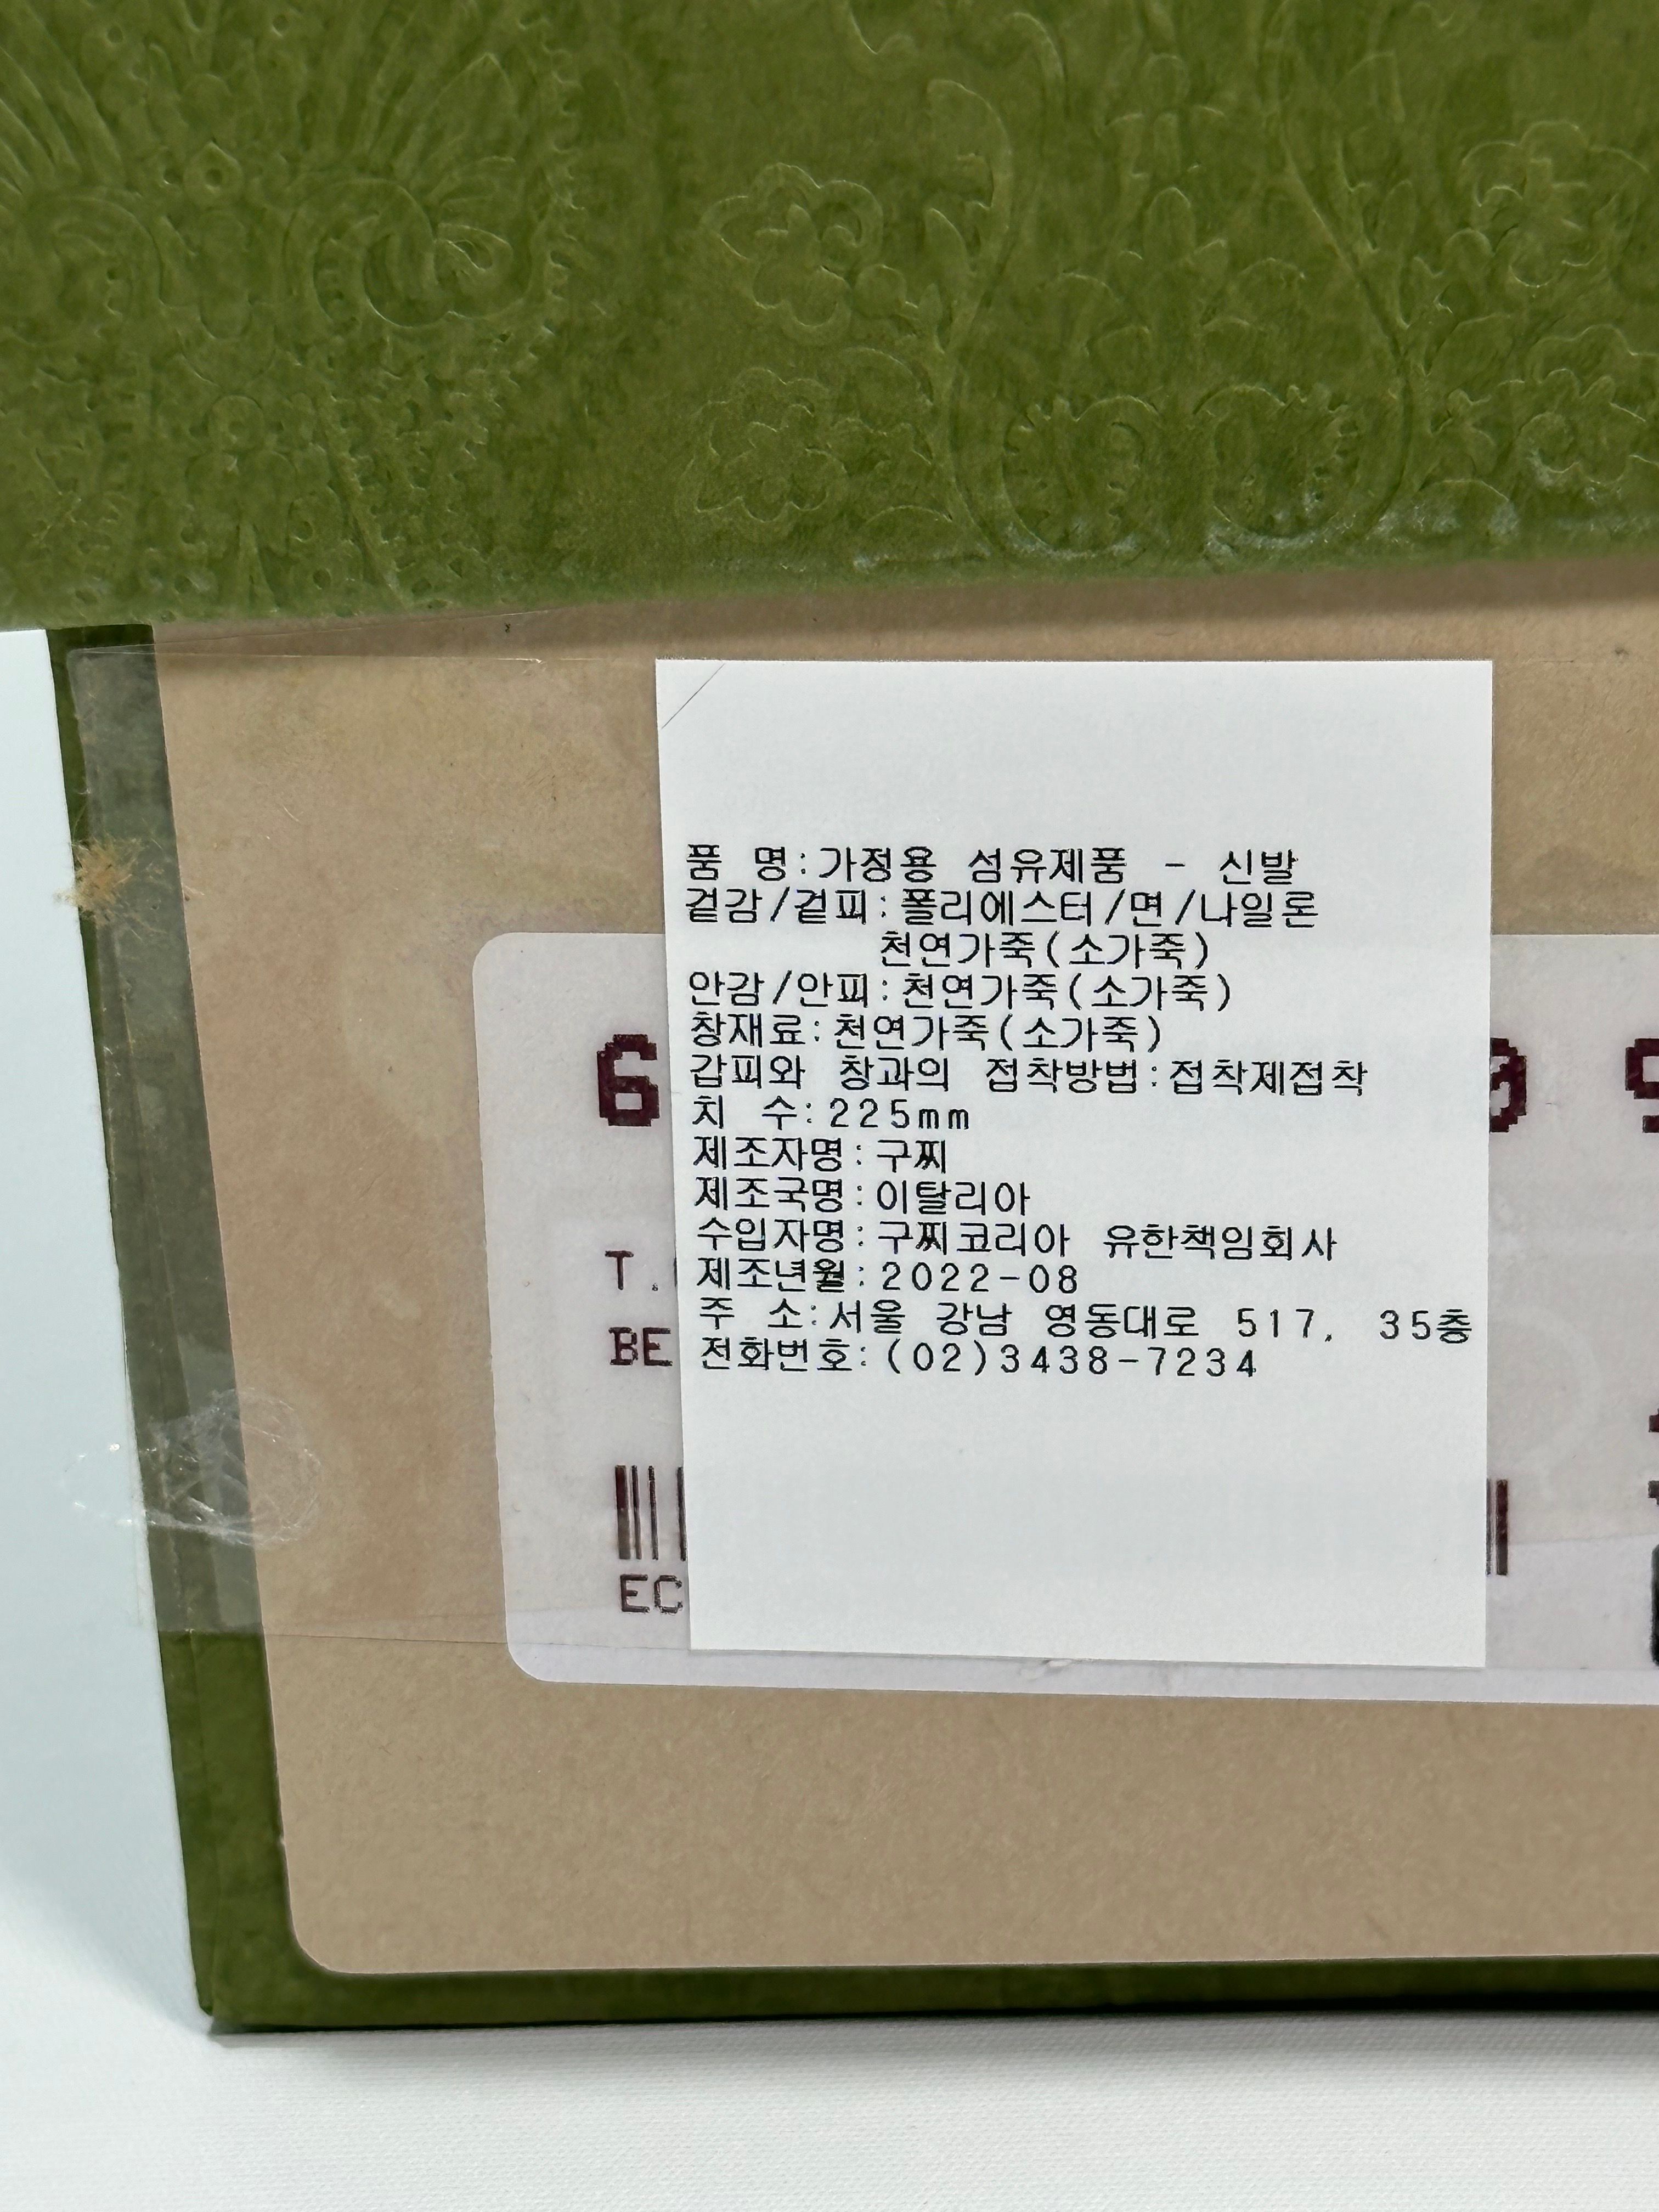 품 명:가정용 섬유제품 - 신발
겉감/겉피:폴리에스터/면/나일론
천연가죽(소가죽)
안감/안피:천연가죽(소가죽)
창재료:천연가죽(소가죽)
갑피와 창과의 접착방법:접착제접착
치 수:225mm
제조자명:구찌
제조국명:이탈리아
수입자명:구찌코리아 유한책임회사
제조년월:2022-08
주 소:서울 강남 영동대로 517, 35층
전화번호:(02)3438-7234
6
T.
BE
EC